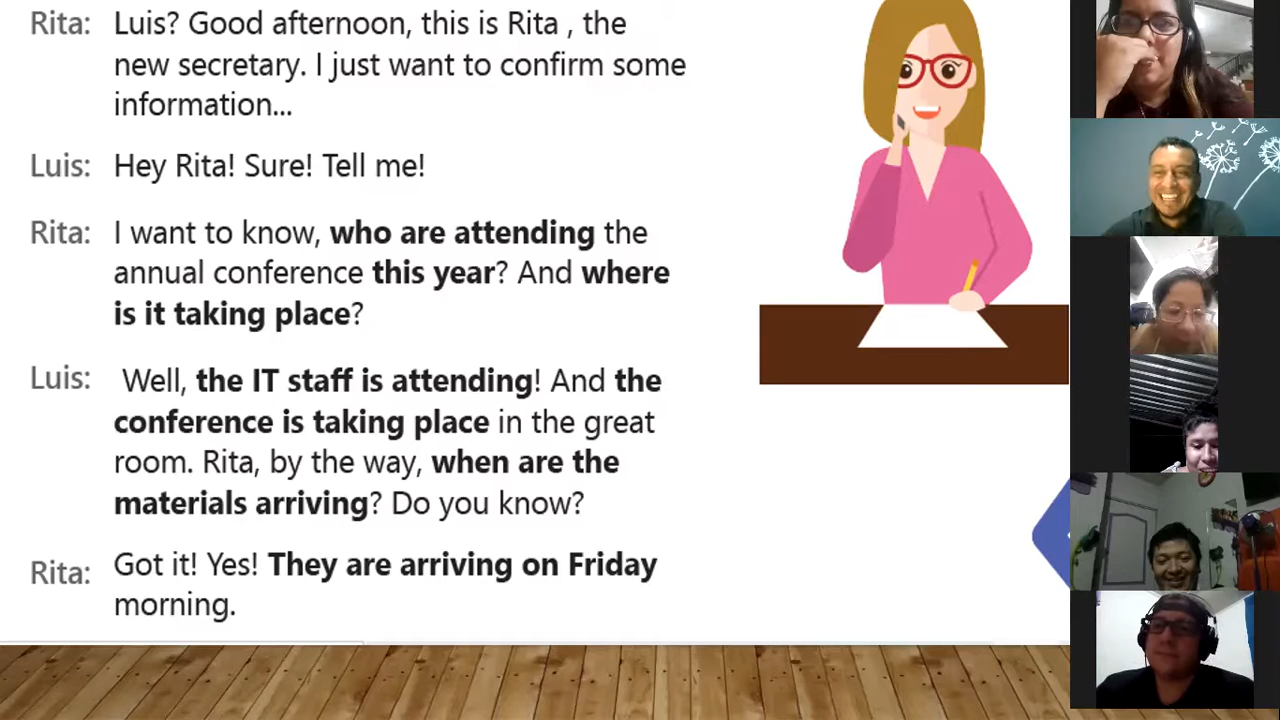 Rita: Luis? Good afternoon, this is Rita , the
new secretary. I just want to confirm some
information...
Luis: Hey Rita! Sure! Tell me!
Rita: I want to know, who are attending the
annual conference this year? And where
is it taking place?
Luis: Well, the IT staff is attending! And the
conference is taking place in the great
room. Rita, by the way, when are the
materials arriving? Do you know?
Rita: Got it! Yes! They are arriving on Friday
morning.